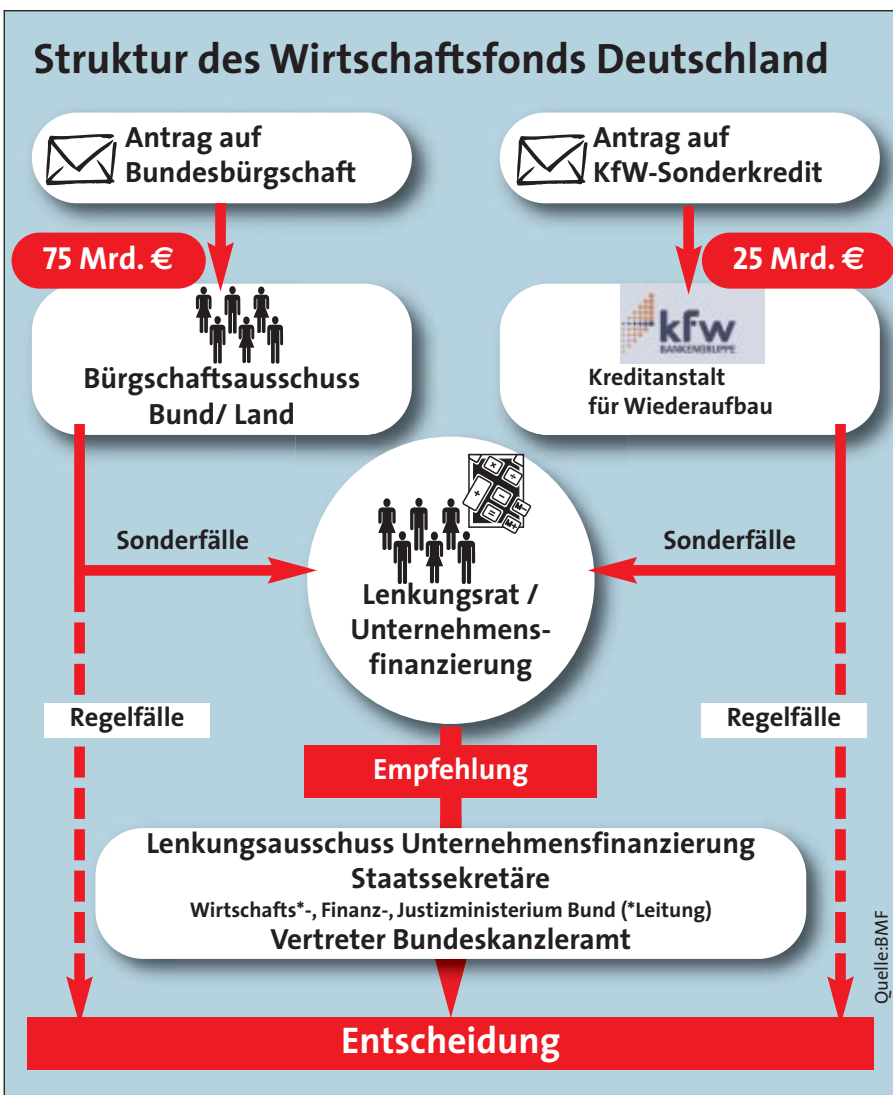 Struktur des Wirtschaftsfonds Deutschland
Antrag auf
Bundesbürgschaft
Antrag auf
KfW-Sonderkredit
75 Mrd. €
25 Mrd. €
Bürgschaftsausschuss
Bund/ Land
kfw
BANKENGRUPPE
Kreditanstalt
für Wiederaufbau
Sonderfälle
Sonderfälle
× ÷
+ −
= M−
M+
Lenkungsrat /
Unternehmens-
finanzierung
Regelfälle
Regelfälle
Empfehlung
Lenkungsausschuss Unternehmensfinanzierung
Staatssekretäre
Wirtschafts*-, Finanz-, Justizministerium Bund (*Leitung)
Vertreter Bundeskanzleramt
Quelle:BMF
Entscheidung